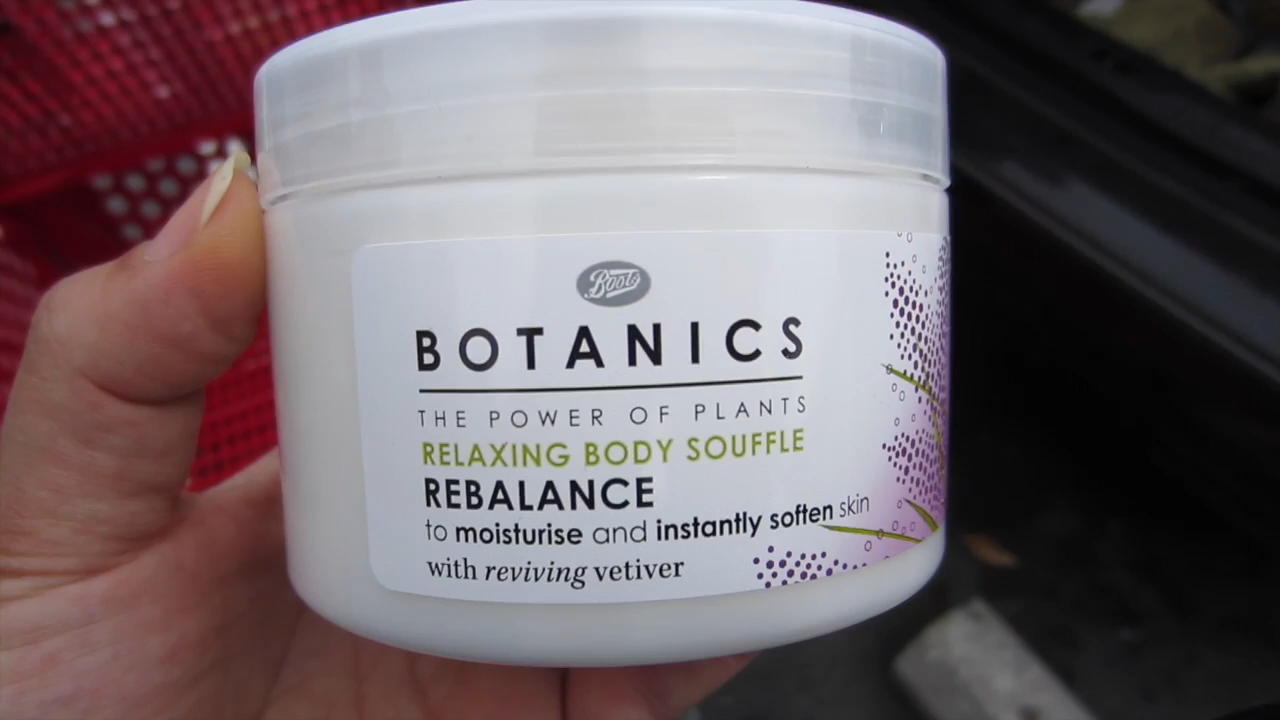 Boots
BOTANICS
THE POWER OF PLANTS
RELAXING BODY SOUFFLE
REBALANCE
to moisturise and instantly soften skin
with reviving vetiver